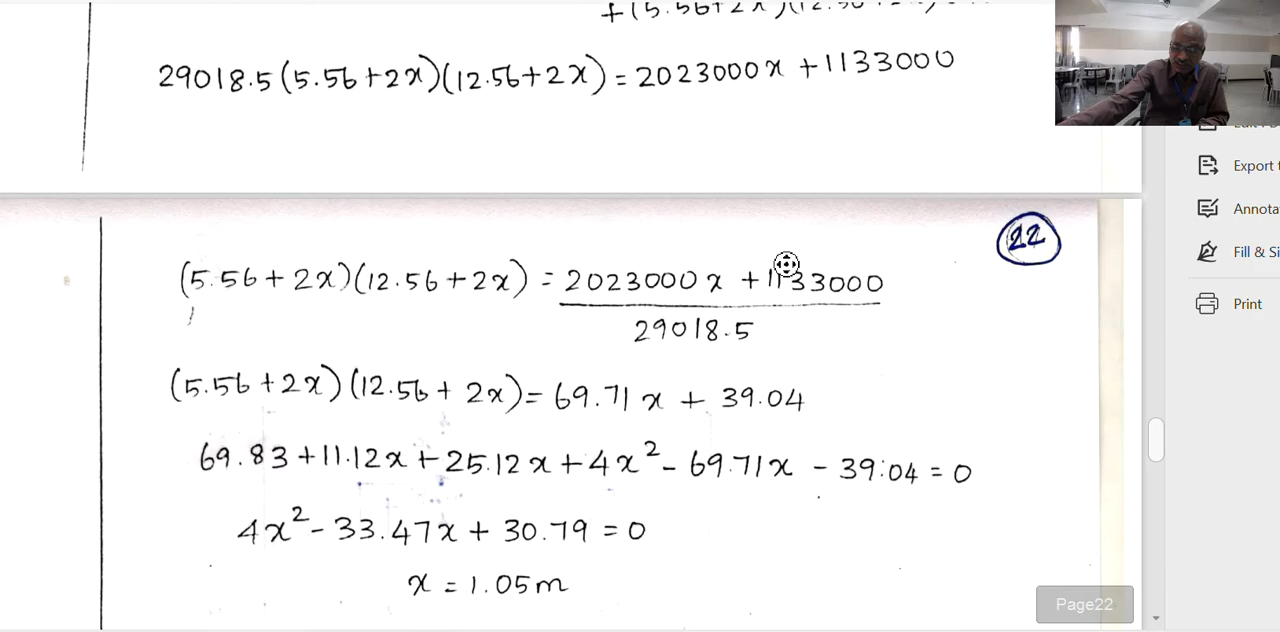 29018.5(5.56+2x)(12.56+2x) = 2023000x + 1133000
22
(5.56+2x)(12.56+2x) = 2023000x + 1133000
29018.5
(5.56+2x)(12.56+2x) = 69.71x + 39.04
69.83+11.12x+25.12x+4x²-69.71x-39.04=0
4x²-33.47x+30.79=0
x = 1.05m
Export
Annota
Fill & Si
Print
Page22